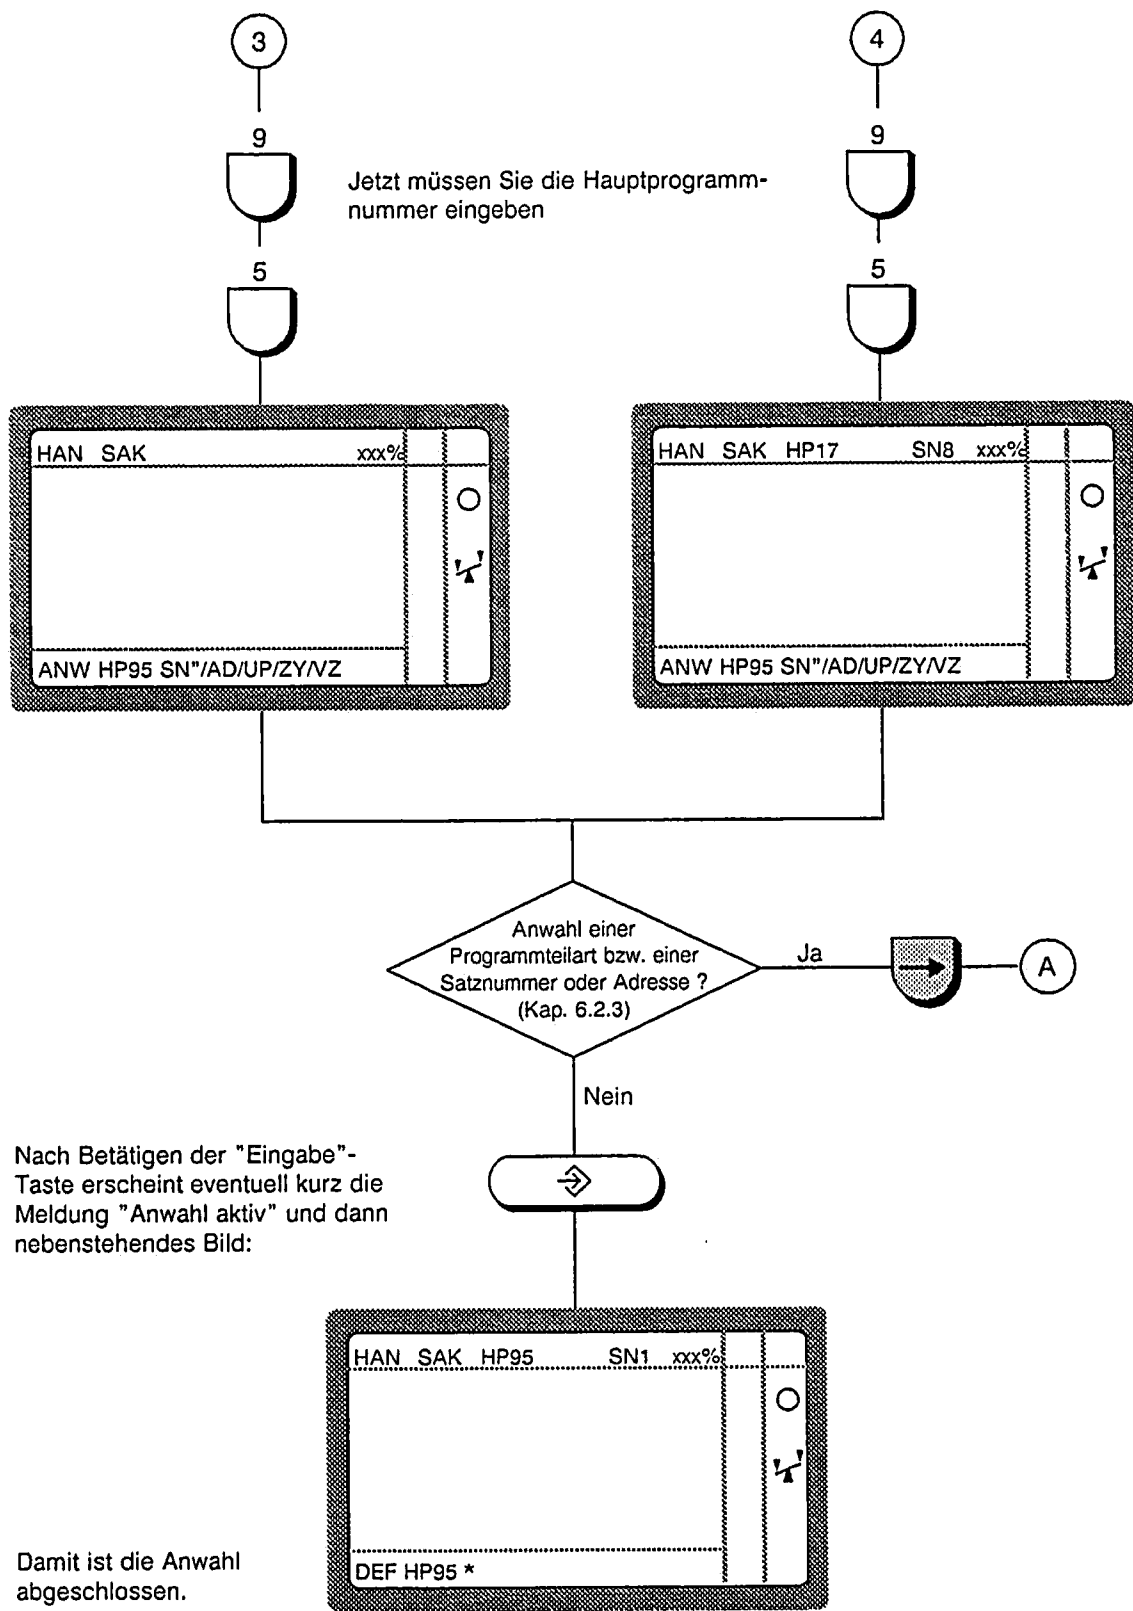 3
4
9
9
Jetzt müssen Sie die Hauptprogramm-
nummer eingeben
5
5
HAN SAK xxx%
ANW HP95 SN"/AD/UP/ZY/VZ
HAN SAK HP17 SN8 xxx%
ANW HP95 SN"/AD/UP/ZY/VZ
Anwahl einer
Programmteilart bzw. einer
Satznummer oder Adresse ?
(Kap. 6.2.3)
Ja
A
Nein
Nach Betätigen der "Eingabe"-
Taste erscheint eventuell kurz die
Meldung "Anwahl aktiv" und dann
nebenstehendes Bild:
HAN SAK HP95 SN1 xxx%
DEF HP95 *
Damit ist die Anwahl
abgeschlossen.